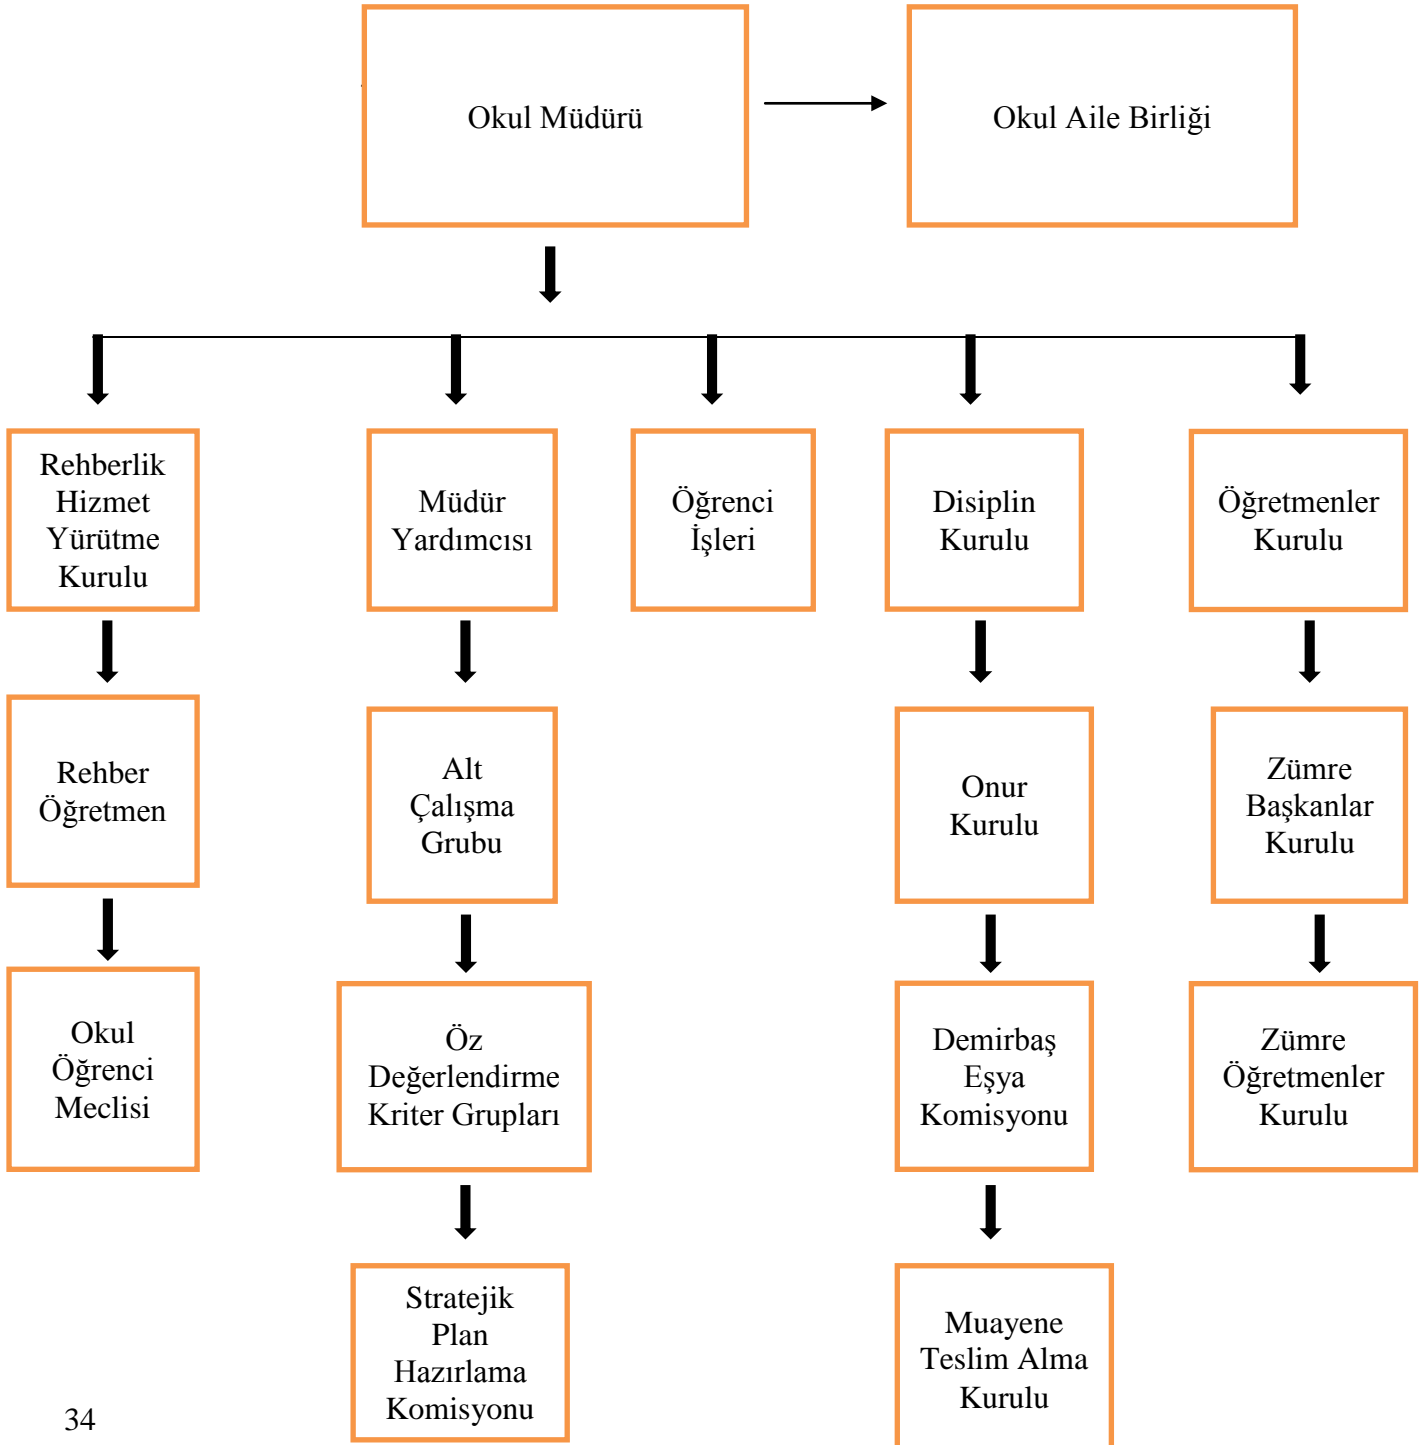 Okul Müdürü
Okul Aile Birliği
Rehberlik
Hizmet
Yürütme
Kurulu
Müdür
Yardımcısı
Öğrenci
İşleri
Disiplin
Kurulu
Öğretmenler
Kurulu
Rehber
Öğretmen
Alt
Çalışma
Grubu
Onur
Kurulu
Zümre
Başkanlar
Kurulu
Okul
Öğrenci
Meclisi
Öz
Değerlendirme
Kriter Grupları
Demirbaş
Eşya
Komisyonu
Zümre
Öğretmenler
Kurulu
Stratejik
Plan
Hazırlama
Komisyonu
Muayene
Teslim Alma
Kurulu
34